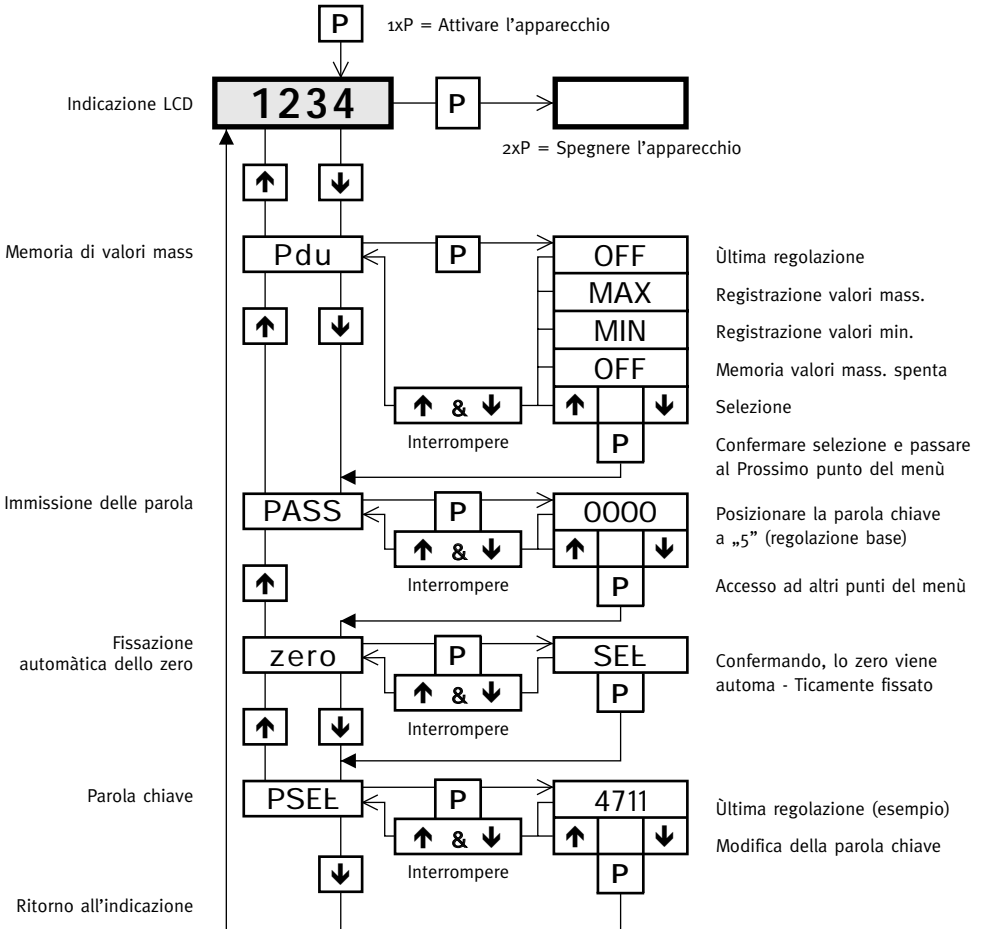 P 1xP = Attivare l'apparecchio
Indicazione LCD 1234 P
2xP = Spegnere l'apparecchio
↑ ↓
Memoria di valori mass Pdu P OFF Ùltima regolazione
MAX Registrazione valori mass.
↑ ↓ MIN Registrazione valori min.
OFF Memoria valori mass. spenta
↑ & ↓ ↑ ↓ Selezione
Interrompere P Confermare selezione e passare
al Prossimo punto del menù
Immissione delle parola PASS P 0000 Posizionare la parola chiave
↑ & ↓ ↑ ↓ a „5” (regolazione base)
↑ Interrompere P Accesso ad altri punti del menù
Fissazione
automàtica dello zero zero P SEŁ Confermando, lo zero viene
↑ & ↓ P automa - Ticamente fissato
↑ ↓ Interrompere
Parola chiave PSEŁ P 4711 Ùltima regolazione (esempio)
↑ & ↓ ↑ ↓ Modifica della parola chiave
↓ Interrompere P
Ritorno all'indicazione